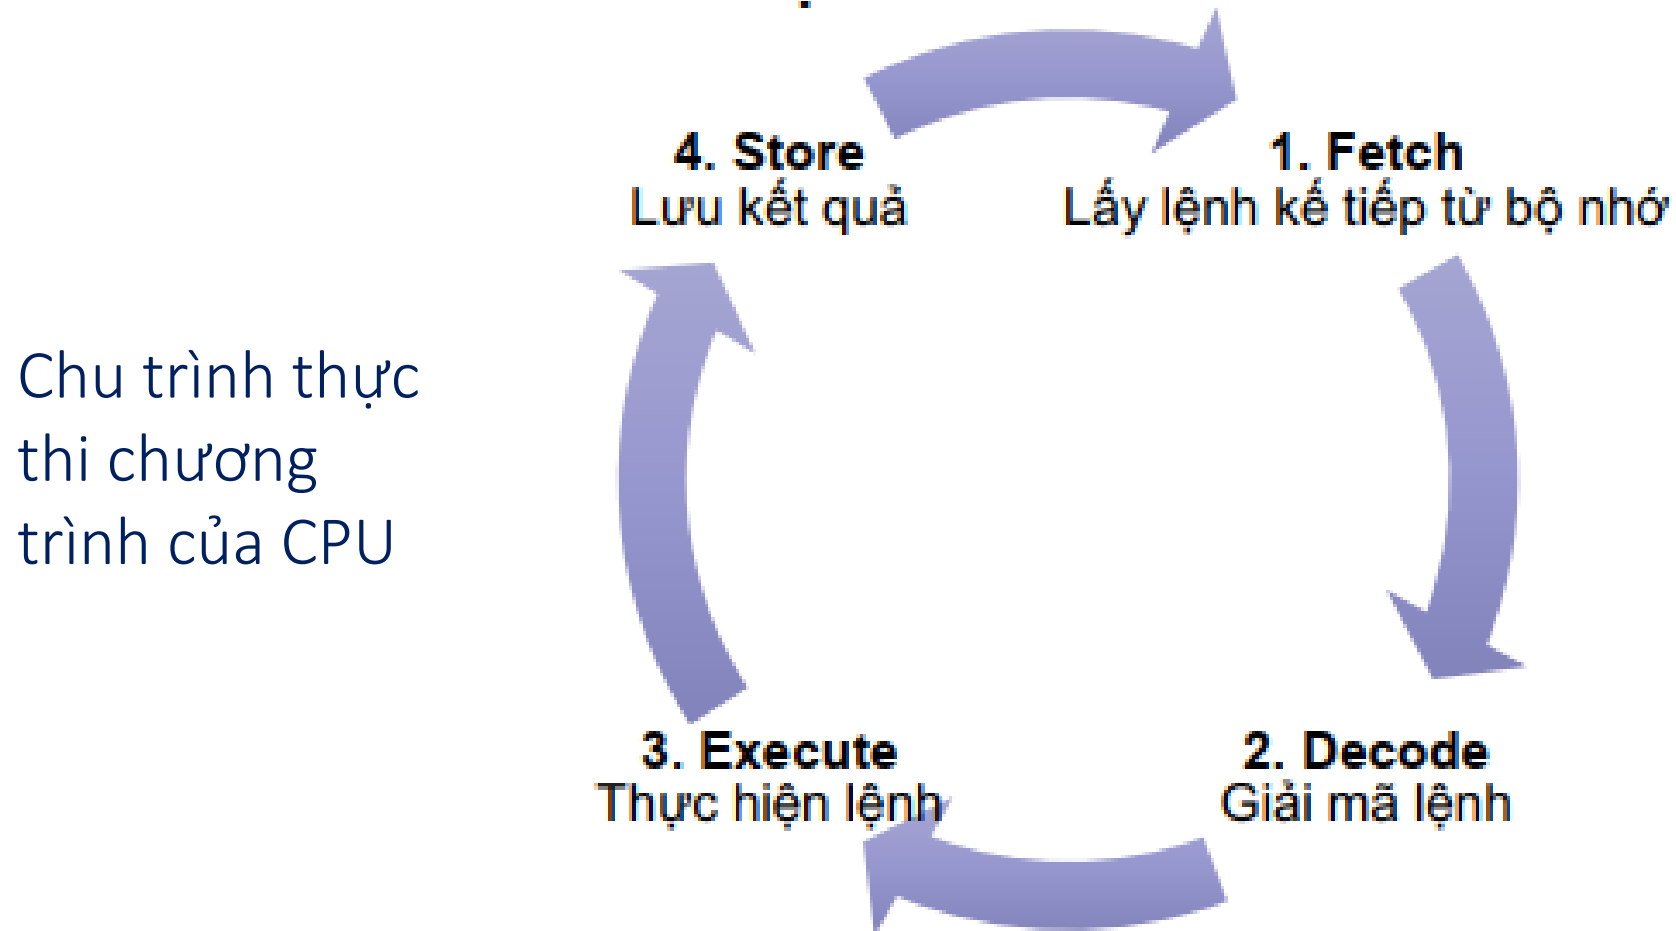 Chu trình thực
thi chương
trình của CPU
4. Store
Lưu kết quả
1. Fetch
Lấy lệnh kế tiếp từ bộ nhớ
3. Execute
Thực hiện lệnh
2. Decode
Giải mã lệnh